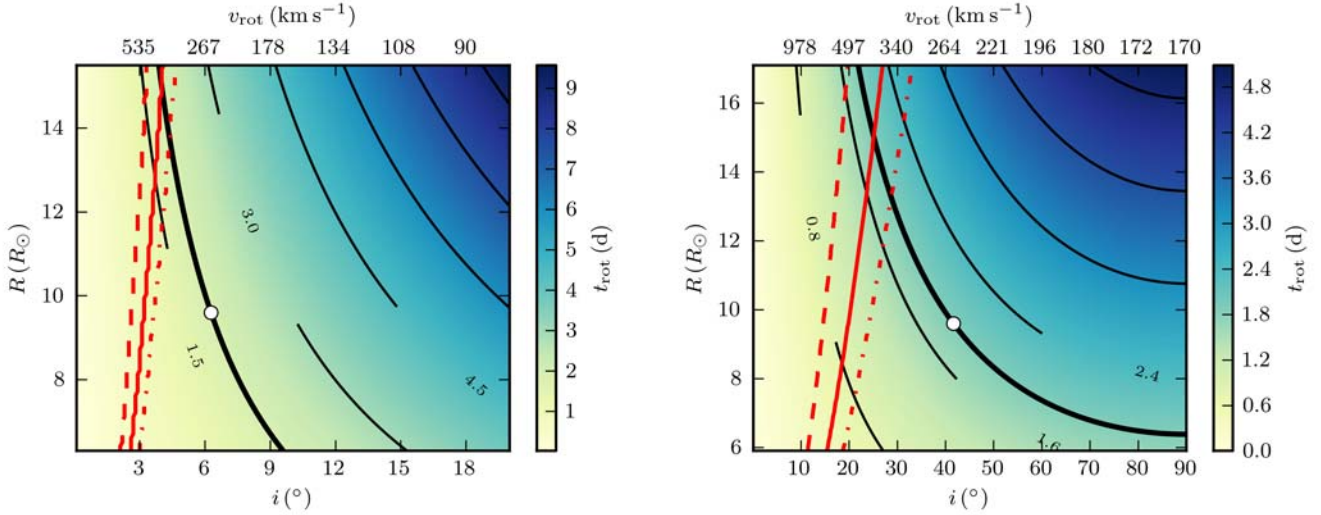 v_rot (km s⁻¹)
535 267 178 134 108 90
14
12
10
8
R (R⊙)
3.0
1.5
4.5
3 6 9 12 15 18
i (°)
9
8
7
6
5
4
3
2
1
t_rot (d)
v_rot (km s⁻¹)
978 497 340 264 221 196 180 172 170
16
14
12
10
8
6
R (R⊙)
0.8
2.4
1.6
10 20 30 40 50 60 70 80 90
i (°)
4.8
4.2
3.6
3.0
2.4
1.8
1.2
0.6
0.0
t_rot (d)